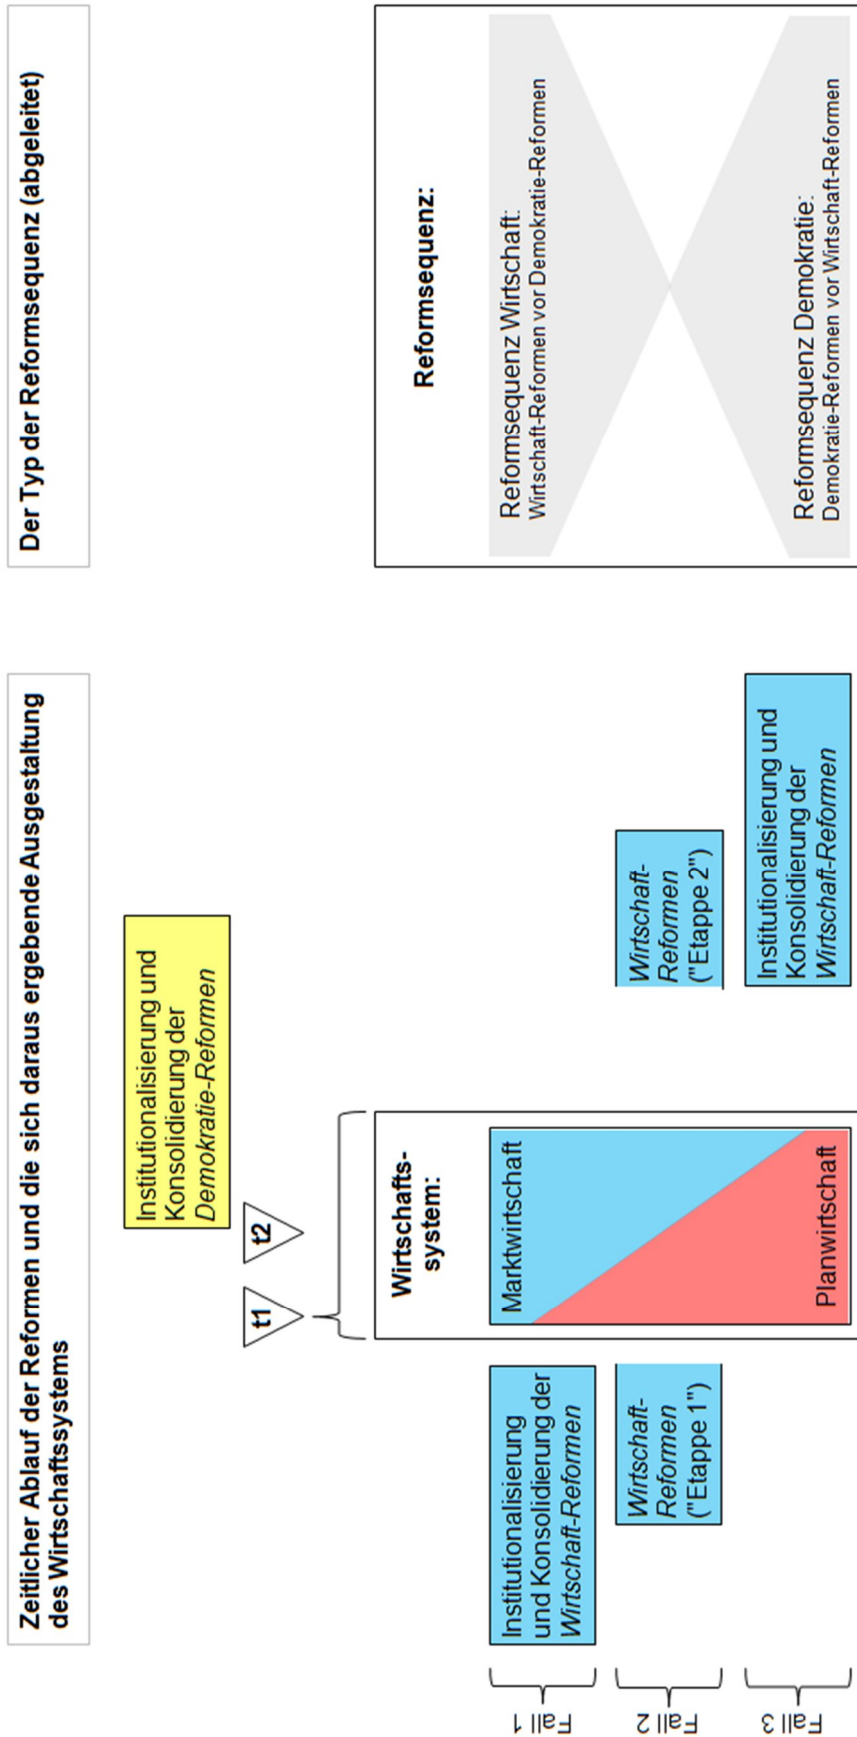 Zeitlicher Ablauf der Reformen und die sich daraus ergebende Ausgestaltung
des Wirtschaftssystems
Der Typ der Reformsequenz (abgeleitet)
Institutionalisierung und
Konsolidierung der
Demokratie-Reformen
t1
t2
Wirtschafts-
system:
Reformsequenz:
Fall 1
Institutionalisierung
und Konsolidierung der
Wirtschaft-Reformen
Marktwirtschaft
Reformsequenz Wirtschaft:
Wirtschaft-Reformen vor Demokratie-Reformen
Fall 2
Wirtschaft-
Reformen
("Etappe 1")
Wirtschaft-
Reformen
("Etappe 2")
Fall 3
Planwirtschaft
Institutionalisierung und
Konsolidierung der
Wirtschaft-Reformen
Reformsequenz Demokratie:
Demokratie-Reformen vor Wirtschaft-Reformen